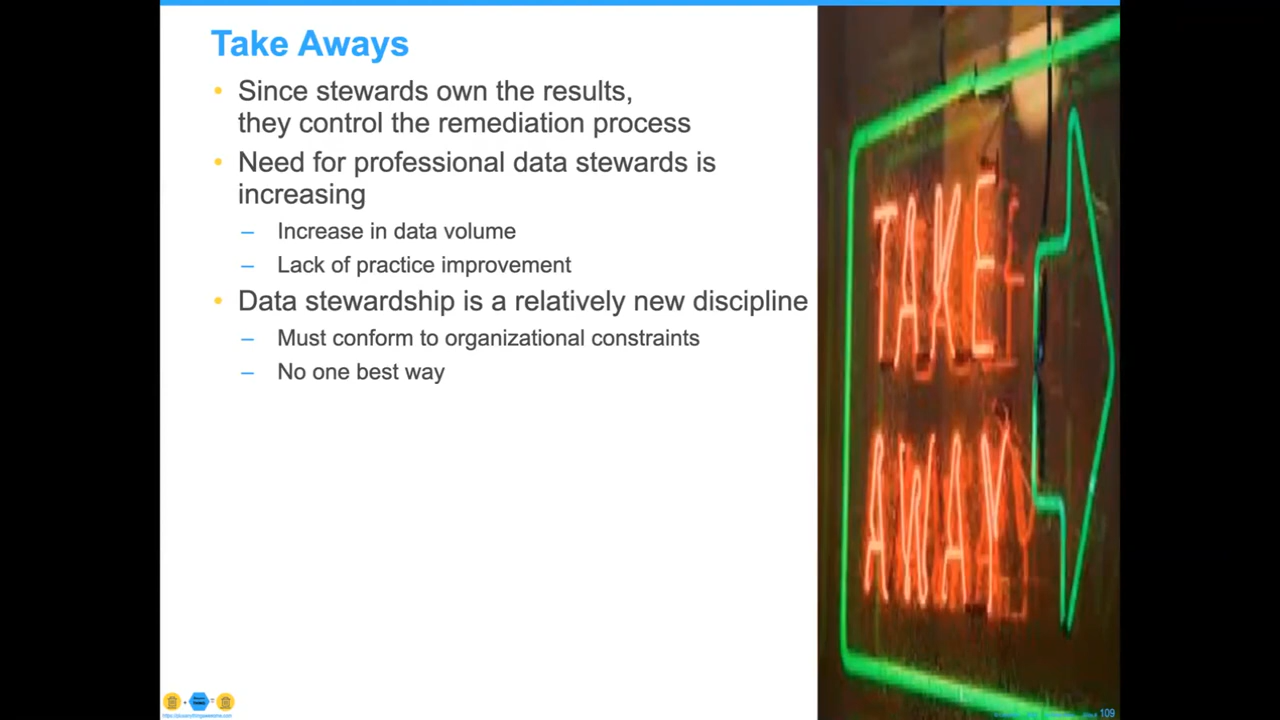 Take Aways
• Since stewards own the results,
they control the remediation process
• Need for professional data stewards is
increasing
– Increase in data volume
– Lack of practice improvement
• Data stewardship is a relatively new discipline
– Must conform to organizational constraints
– No one best way
TAKE
AWAY
109